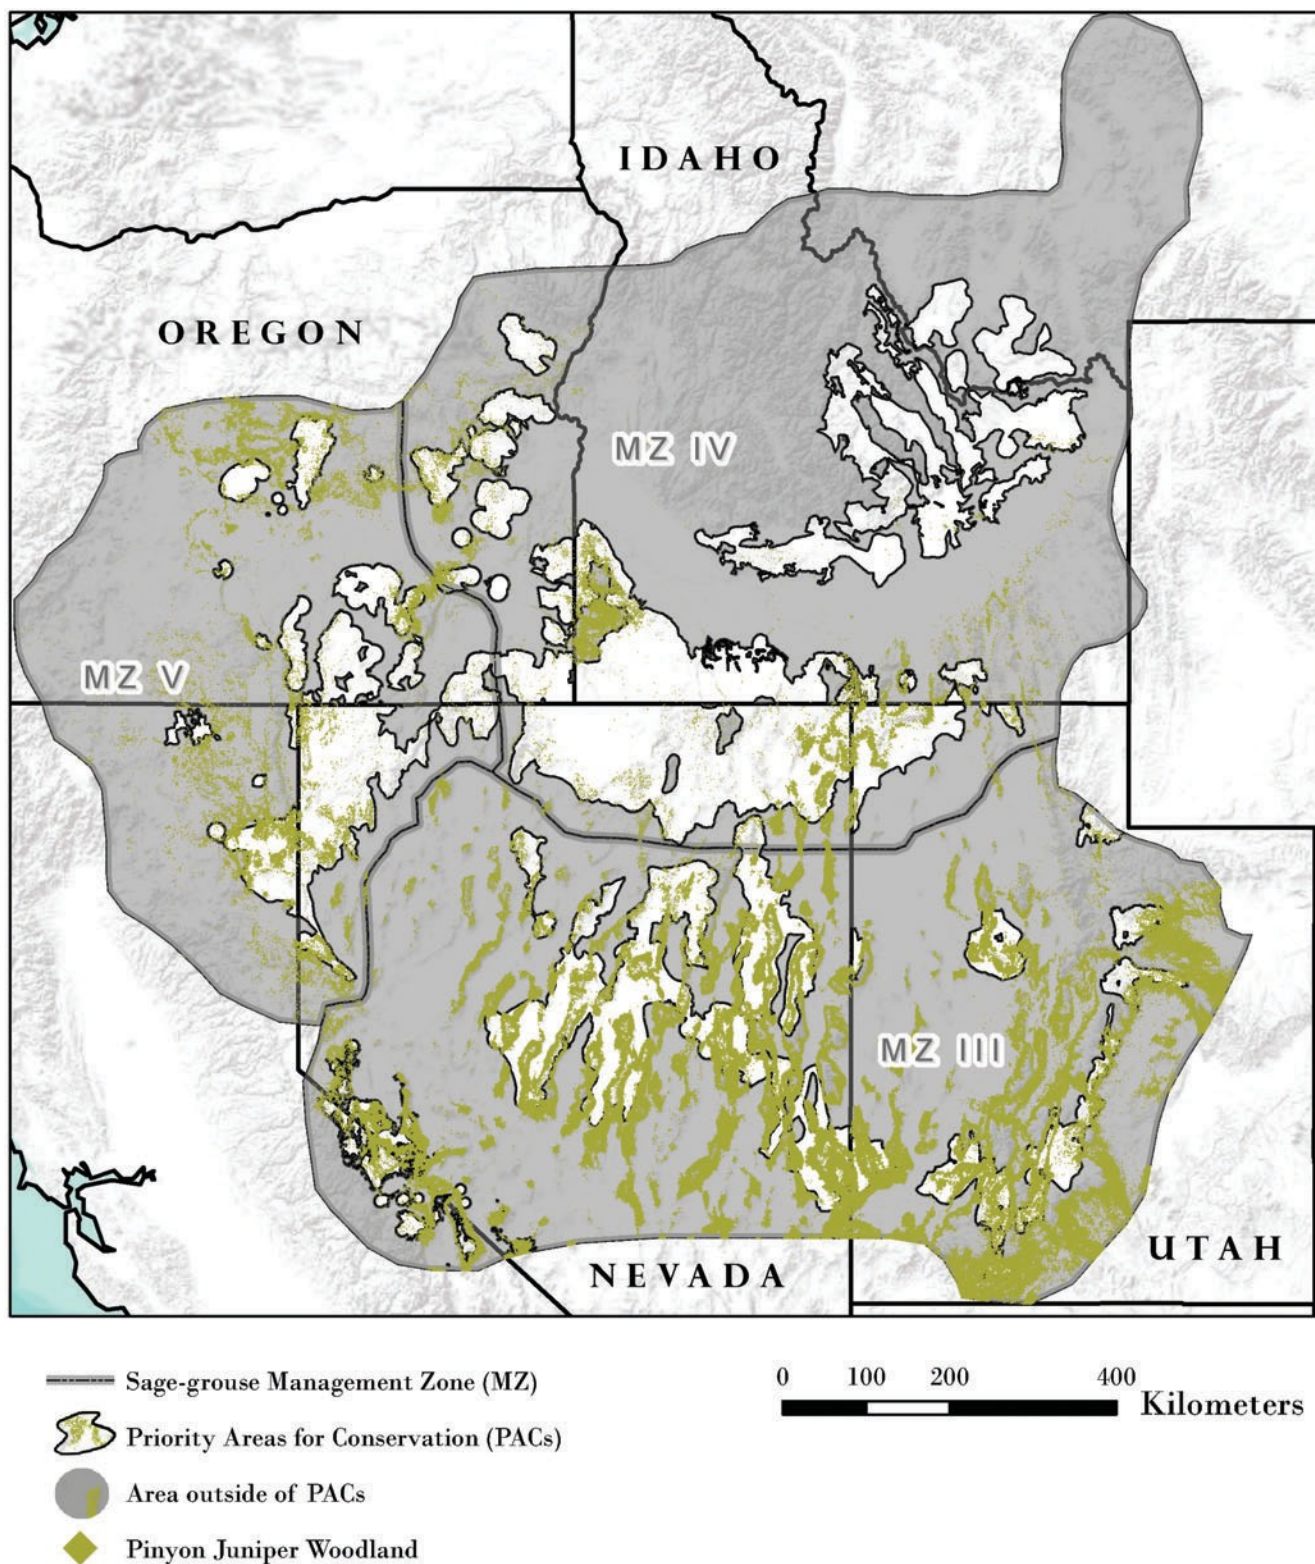 IDAHO
OREGON
MZ IV
MZ V
MZ III
UTAH
NEVADA
Sage-grouse Management Zone (MZ)
Priority Areas for Conservation (PACs)
Area outside of PACs
Pinyon Juniper Woodland
0 100 200 400
Kilometers